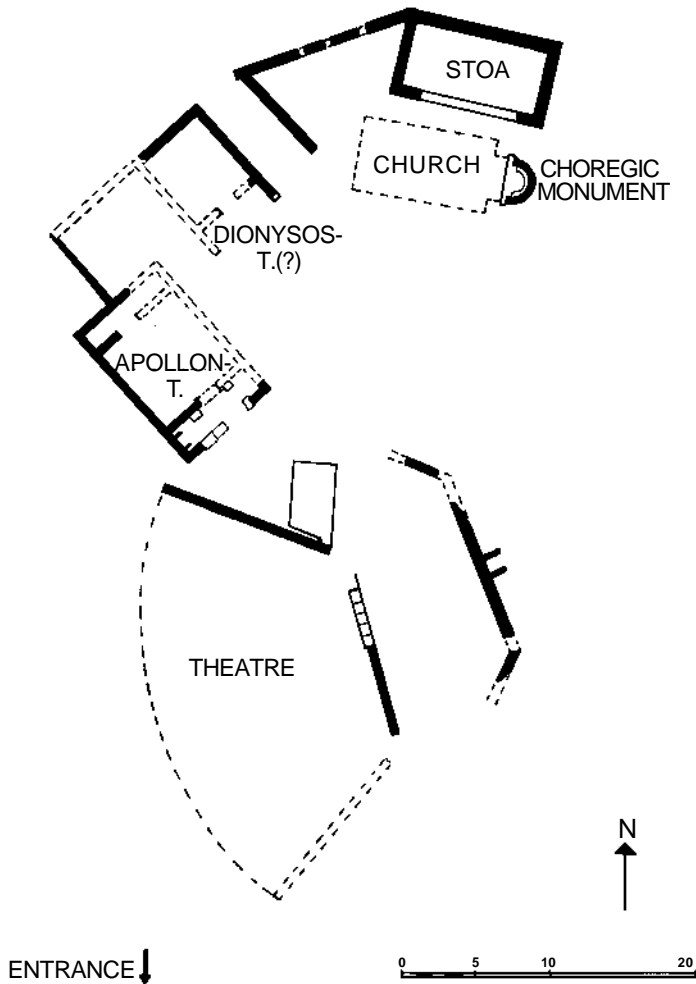 STOA
CHURCH
CHOREGIC
MONUMENT
DIONYSOS-
T.(?)
APOLLON-
T.
THEATRE
N
ENTRANCE
0 5 10 20